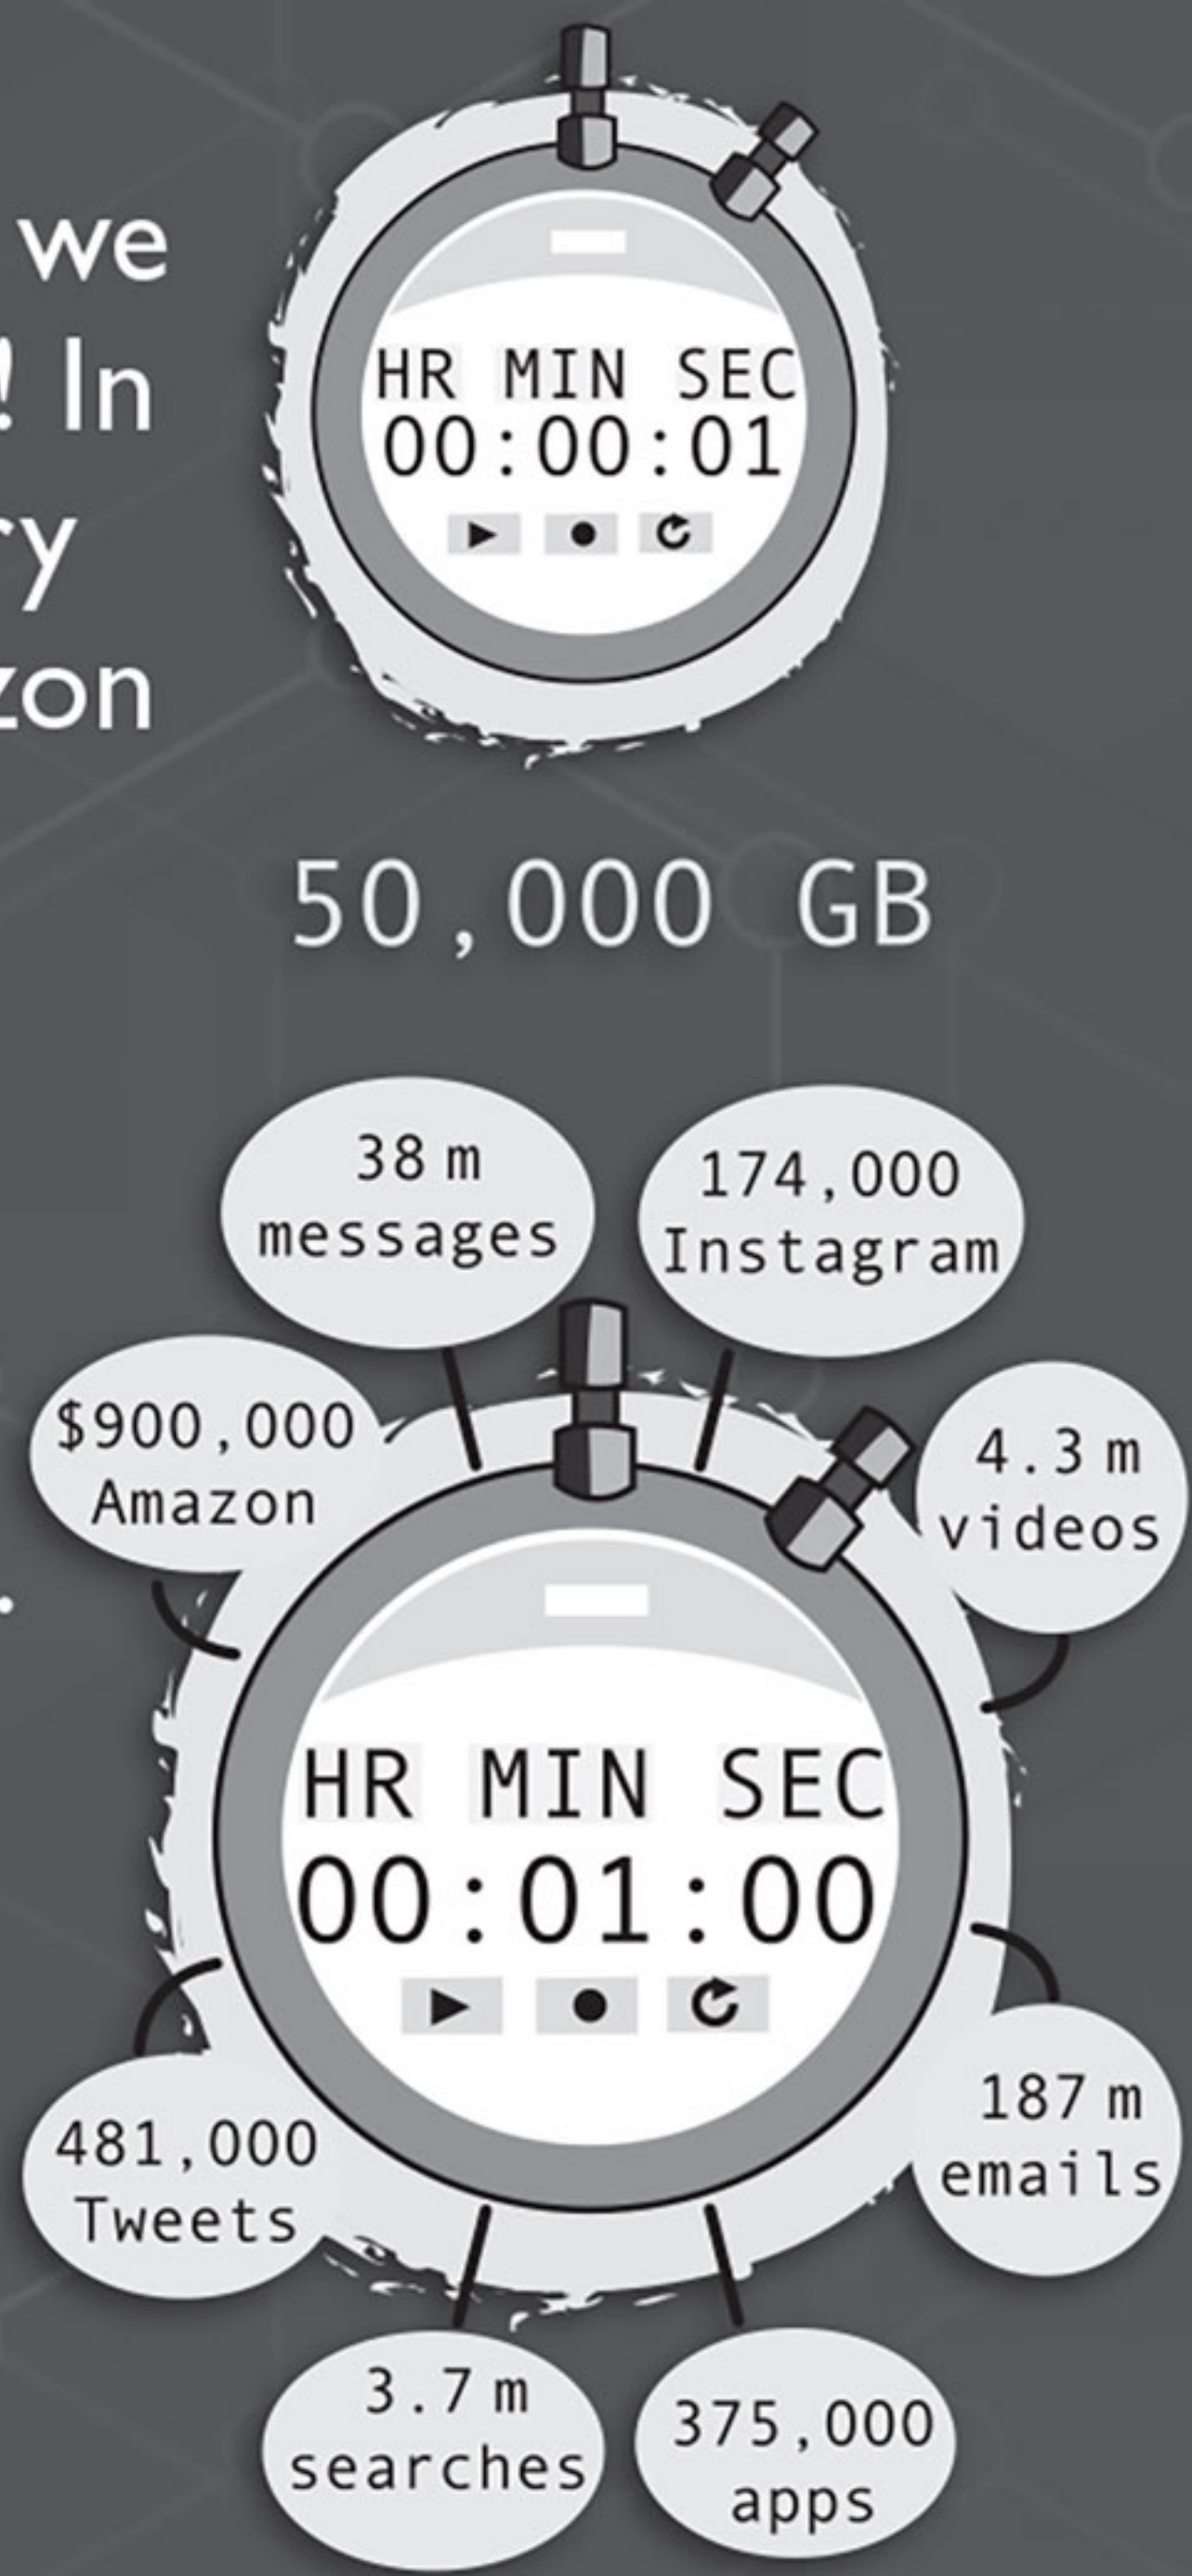 we
! In
ry
zon
HR MIN SEC
00:00:01
50,000 GB
38 m
messages
174,000
Instagram
$900,000
Amazon
4.3 m
videos
.
HR MIN SEC
00:01:00
481,000
Tweets
187 m
emails
3.7 m
searches
375,000
apps